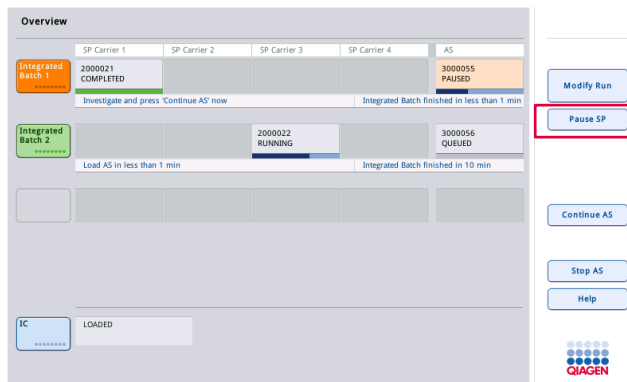 Overview
SP Carrier 1
SP Carrier 2
SP Carrier 3
SP Carrier 4
AS
Integrated
Batch 1
2000021
COMPLETED
3000055
PAUSED
Investigate and press 'Continue AS' now
Integrated Batch finished in less than 1 min
Integrated
Batch 2
2000022
RUNNING
3000056
QUEUED
Load AS in less than 1 min
Integrated Batch finished in 10 min
IC
LOADED
Modify Run
Pause SP
Continue AS
Stop AS
Help
QIAGEN